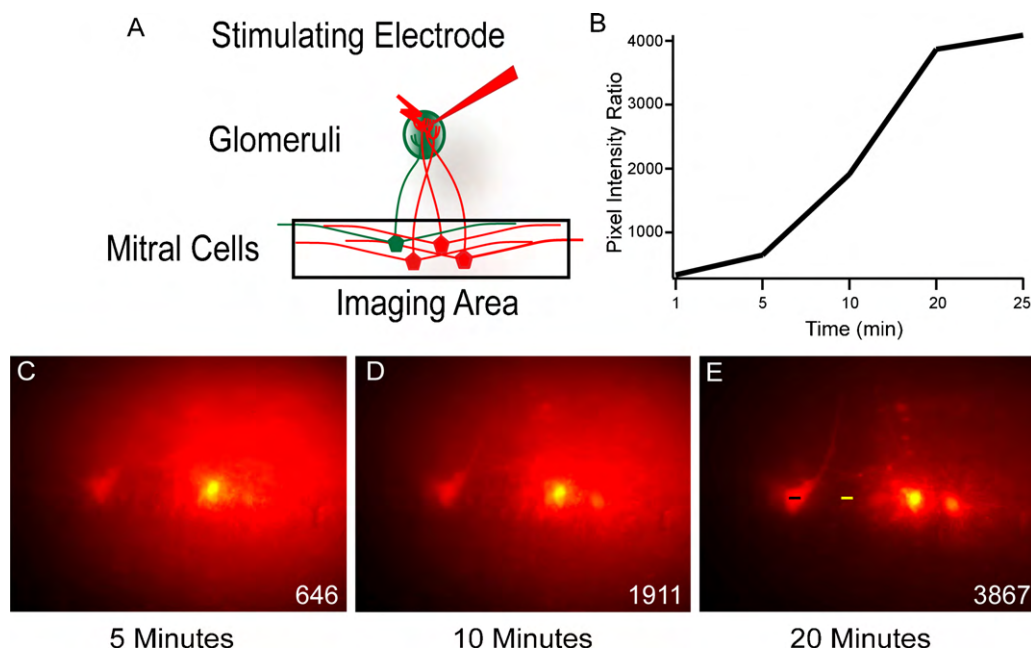 A
Stimulating Electrode
Glomeruli
Mitral Cells
Imaging Area
B
Pixel Intensity Ratio
4000
3000
2000
1000
1 5 10 20 25
Time (min)
C
646
5 Minutes
D
1911
10 Minutes
E
3867
20 Minutes